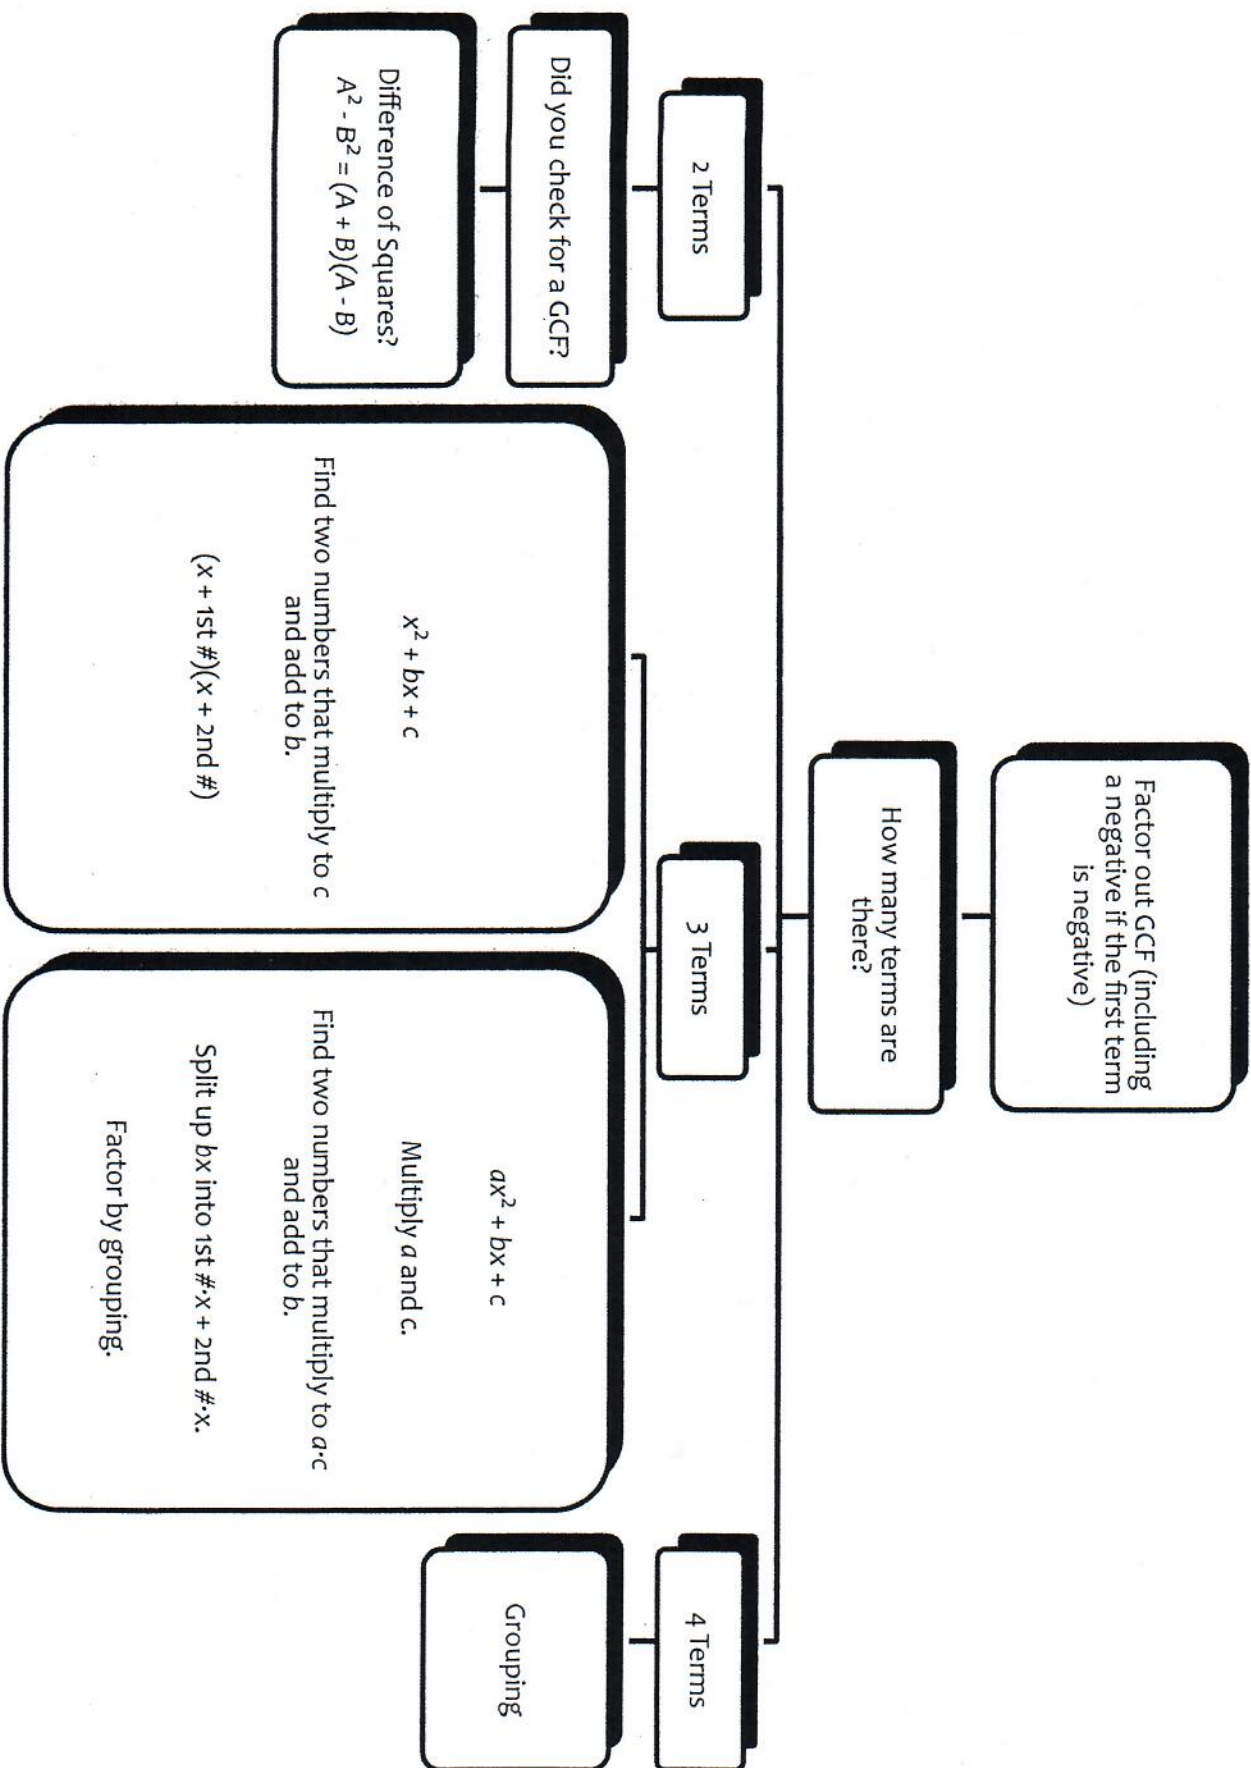 Factor out GCF (including
a negative if the first term
is negative)
How many terms are
there?
2 Terms
Did you check for a GCF?
Difference of Squares?
A² - B² = (A + B)(A - B)
3 Terms
x² + bx + c
Find two numbers that multiply to c
and add to b.
(x + 1st #)(x + 2nd #)
ax² + bx + c
Multiply a and c.
Find two numbers that multiply to a·c
and add to b.
Split up bx into 1st #·x + 2nd #·x.
Factor by grouping.
4 Terms
Grouping